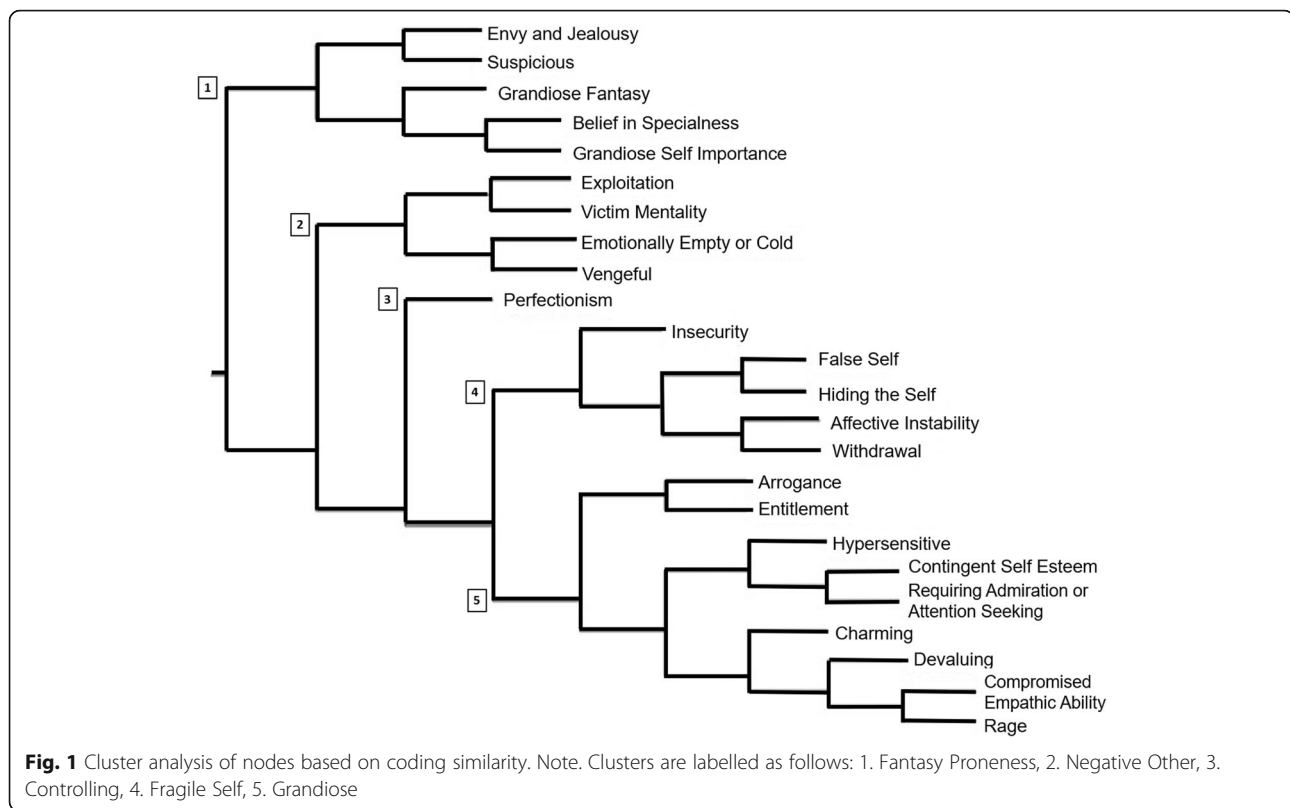 Envy and Jealousy
Suspicious
1
Grandiose Fantasy
Belief in Specialness
Grandiose Self Importance
Exploitation
Victim Mentality
2
Emotionally Empty or Cold
Vengeful
3
Perfectionism
Insecurity
False Self
4
Hiding the Self
Affective Instability
Withdrawal
Arrogance
Entitlement
Hypersensitive
Contingent Self Esteem
5
Requiring Admiration or
Attention Seeking
Charming
Devaluing
Compromised
Empathic Ability
Rage
Fig. 1 Cluster analysis of nodes based on coding similarity. Note. Clusters are labelled as follows: 1. Fantasy Proneness, 2. Negative Other, 3.
Controlling, 4. Fragile Self, 5. Grandiose